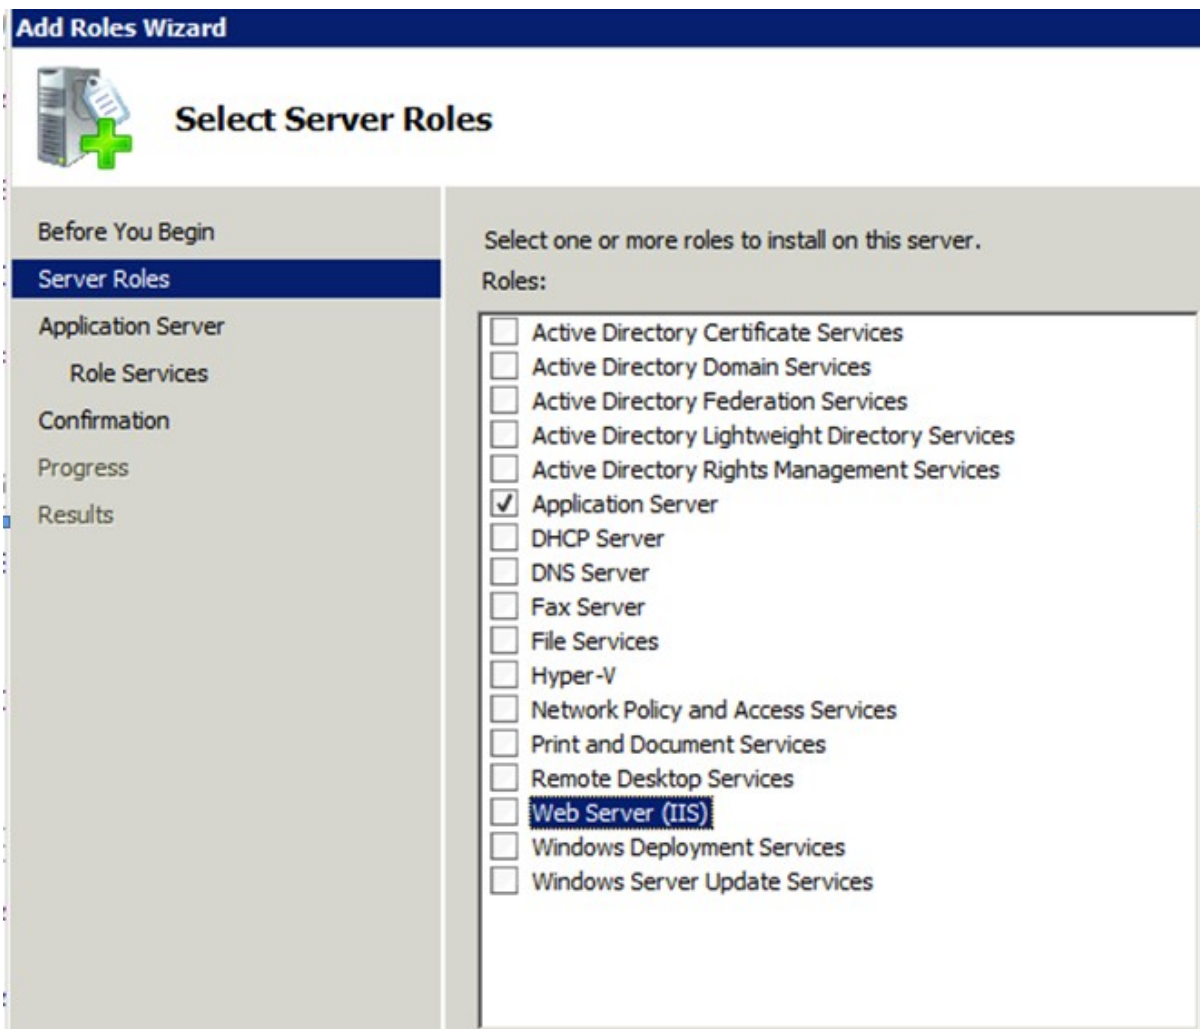 Add Roles Wizard
Select Server Roles
Before You Begin
Server Roles
Application Server
Role Services
Confirmation
Progress
Results
Select one or more roles to install on this server.
Roles:
Active Directory Certificate Services
Active Directory Domain Services
Active Directory Federation Services
Active Directory Lightweight Directory Services
Active Directory Rights Management Services
Application Server
DHCP Server
DNS Server
Fax Server
File Services
Hyper-V
Network Policy and Access Services
Print and Document Services
Remote Desktop Services
Web Server (IIS)
Windows Deployment Services
Windows Server Update Services